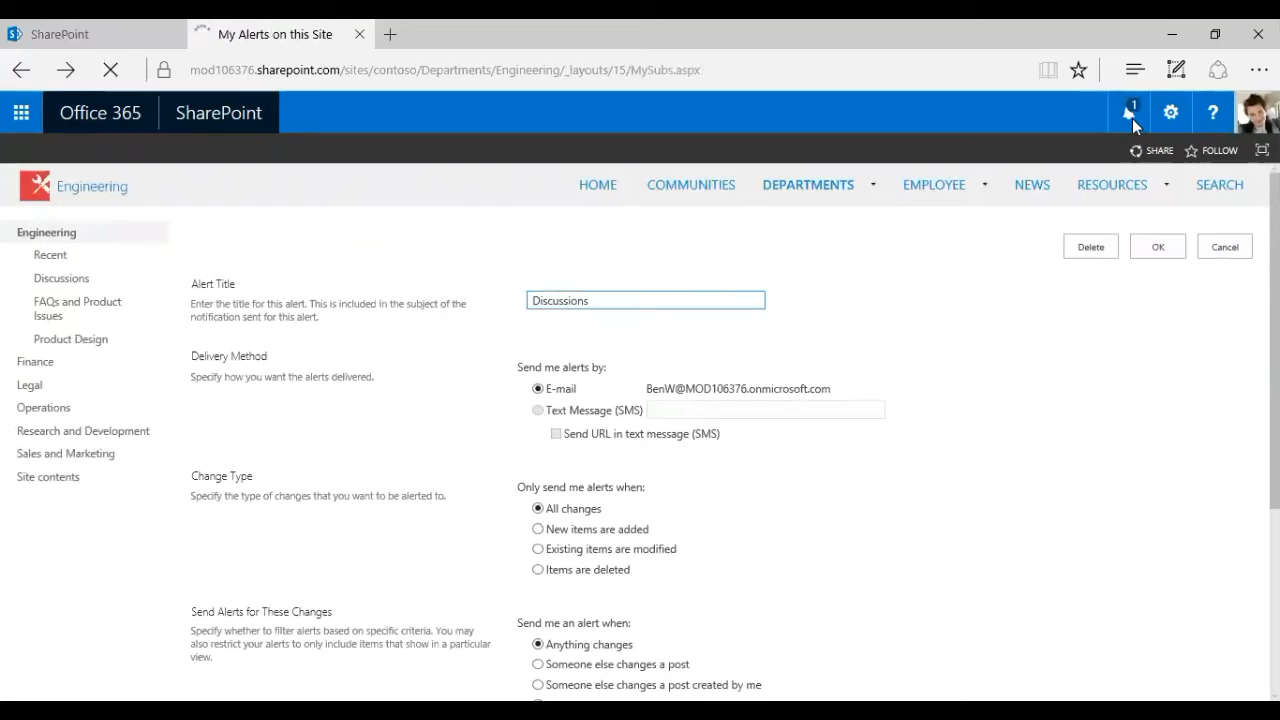 SharePoint
My Alerts on this Site
mod106376.sharepoint.com/sites/contoso/Departments/Engineering/_layouts/15/MySubs.aspx
Office 365
SharePoint
1
?
SHARE
FOLLOW
Engineering
HOME
COMMUNITIES
DEPARTMENTS
EMPLOYEE
NEWS
RESOURCES
SEARCH
Engineering
Recent
Discussions
FAQs and Product
Issues
Product Design
Finance
Legal
Operations
Research and Development
Sales and Marketing
Site contents
Delete
OK
Cancel
Alert Title
Enter the title for this alert. This is included in the subject of the
notification sent for this alert.
Discussions
Delivery Method
Specify how you want the alerts delivered.
Send me alerts by:
E-mail
BenW@MOD106376.onmicrosoft.com
Text Message (SMS)
Send URL in text message (SMS)
Change Type
Specify the type of changes that you want to be alerted to.
Only send me alerts when:
All changes
New items are added
Existing items are modified
Items are deleted
Send Alerts for These Changes
Specify whether to filter alerts based on specific criteria. You may
also restrict your alerts to only include items that show in a particular
view.
Send me an alert when:
Anything changes
Someone else changes a post
Someone else changes a post created by me